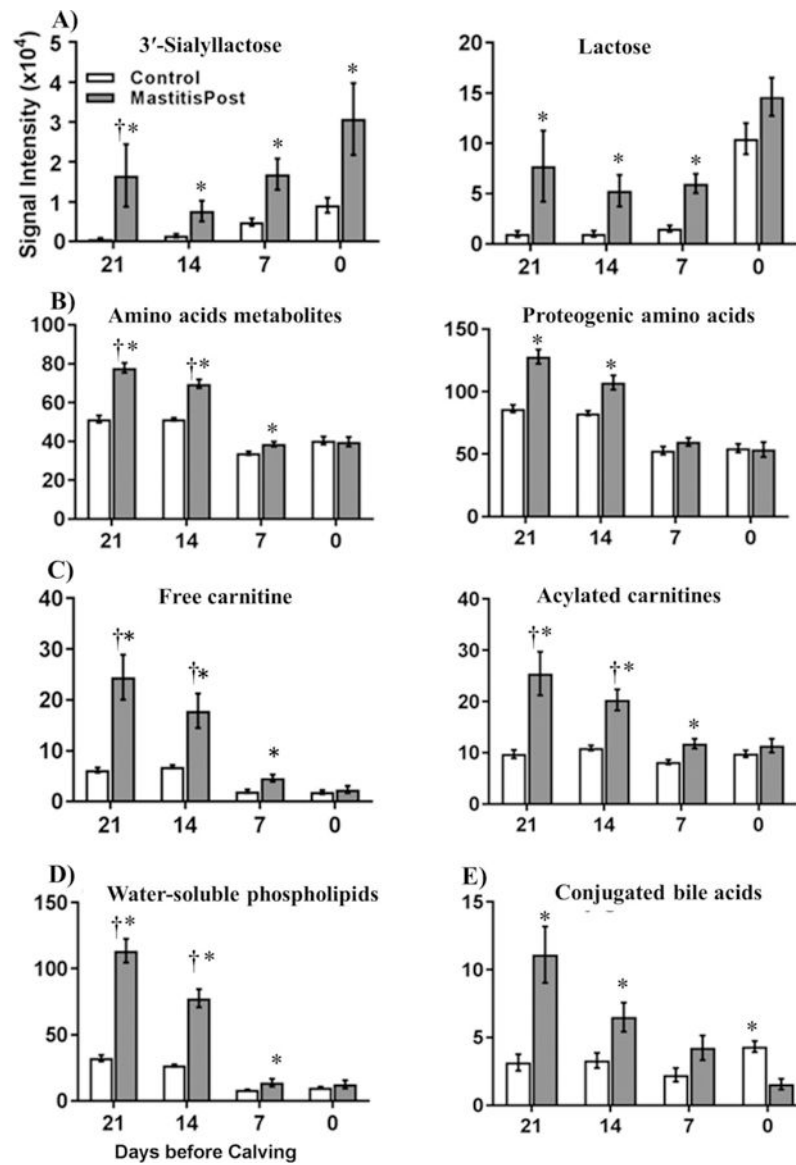 A)
3′-Sialyllactose
Lactose
Signal Intensity (x10⁴)
5
4
3
2
1
0
Control
MastitisPost
†*
*
*
*
21 14 7 0
20
15
10
5
0
*
*
*
21 14 7 0
B)
Amino acids metabolites
Proteogenic amino acids
100
80
60
40
20
0
†*
†*
*
21 14 7 0
150
100
50
0
*
*
21 14 7 0
C)
Free carnitine
Acylated carnitines
40
30
20
10
0
†*
†*
*
21 14 7 0
40
30
20
10
0
†*
†*
*
21 14 7 0
D)
Water-soluble phospholipids
E)
Conjugated bile acids
150
100
50
0
†*
†*
*
21 14 7 0
Days before Calving
15
10
5
0
*
*
*
21 14 7 0